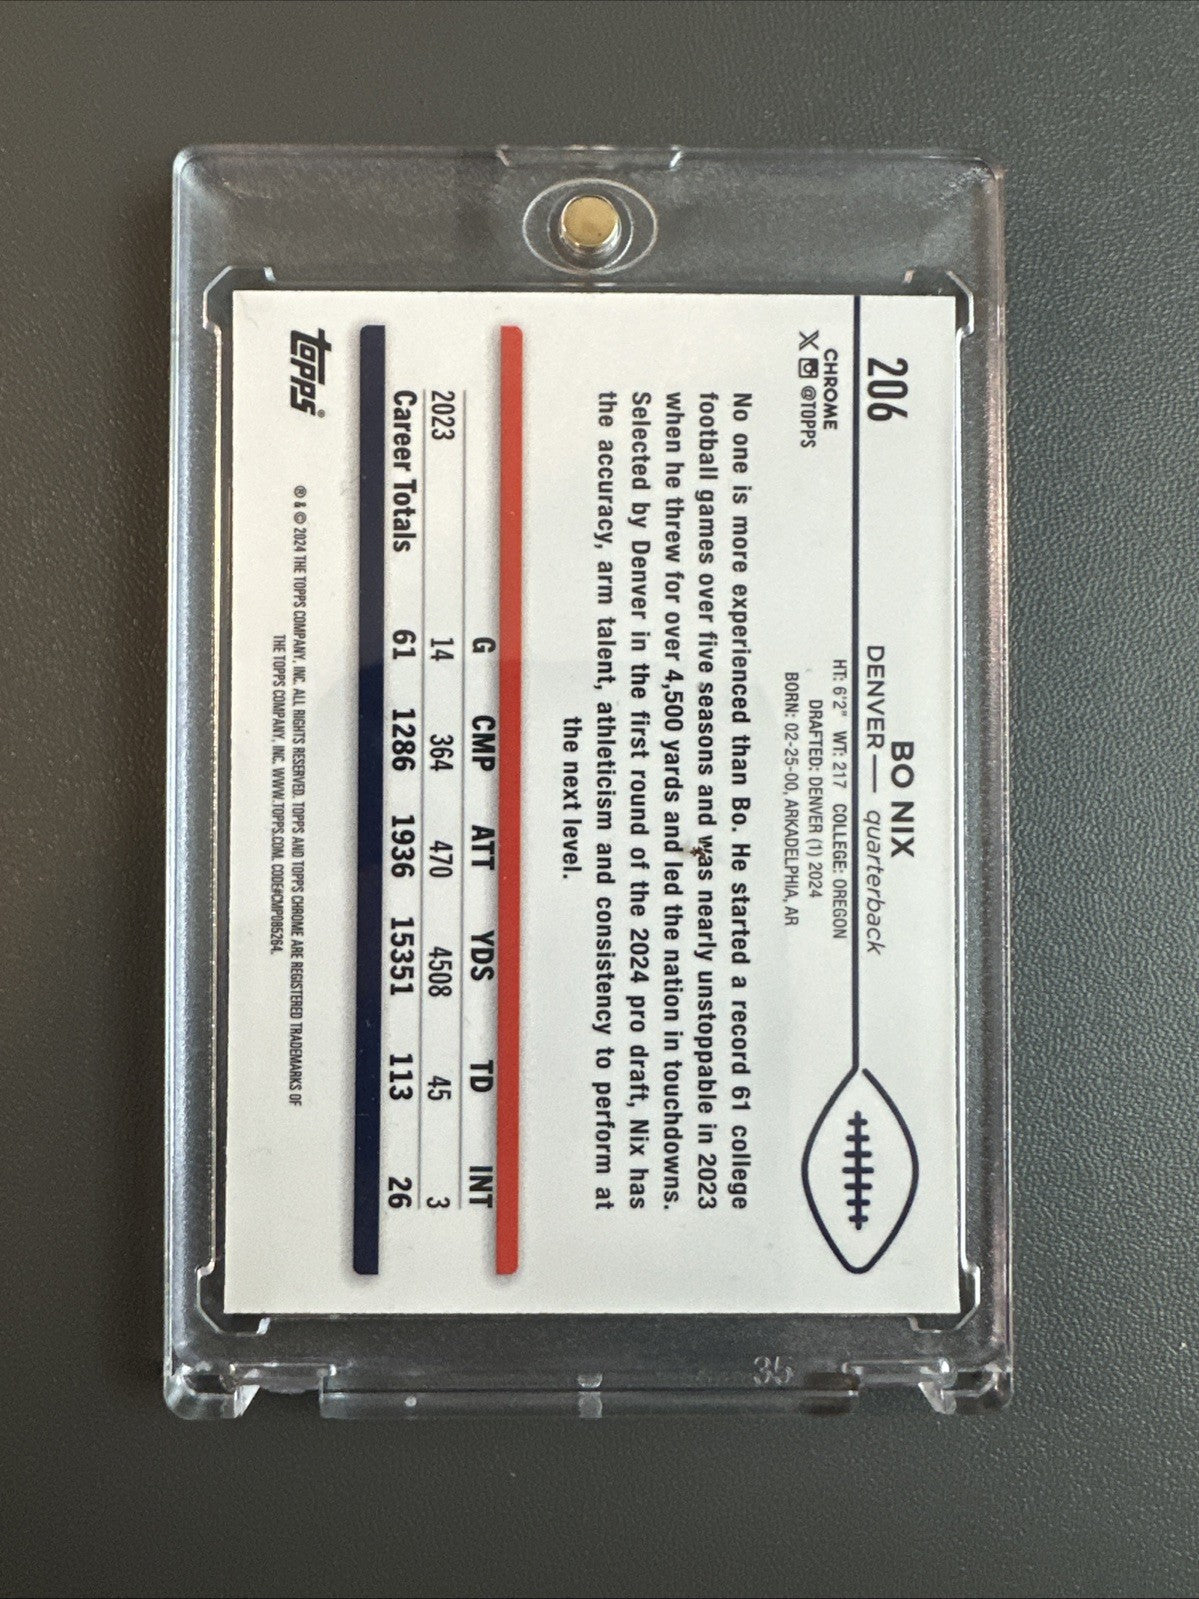 206
BO NIX
DENVER — quarterback
HT: 6'2" WT: 217 COLLEGE: OREGON
DRAFTED: DENVER (1) 2024
BORN: 02-25-00, ARKADELPHIA, AR
CHROME
X @TOPPS
No one is more experienced than Bo. He started a record 61 college
football games over five seasons and was nearly unstoppable in 2023
when he threw for over 4,500 yards and led the nation in touchdowns.
Selected by Denver in the first round of the 2024 pro draft, Nix has
the accuracy, arm talent, athleticism and consistency to perform at
the next level.
G CMP ATT YDS TD INT
2023 14 364 470 4508 45 3
Career Totals 61 1286 1936 15351 113 26
topps®
® & © 2024 THE TOPPS COMPANY, INC. ALL RIGHTS RESERVED. TOPPS AND TOPPS CHROME ARE REGISTERED TRADEMARKS OF
THE TOPPS COMPANY, INC. WWW.TOPPS.COM. CODE#CMP085264.
35